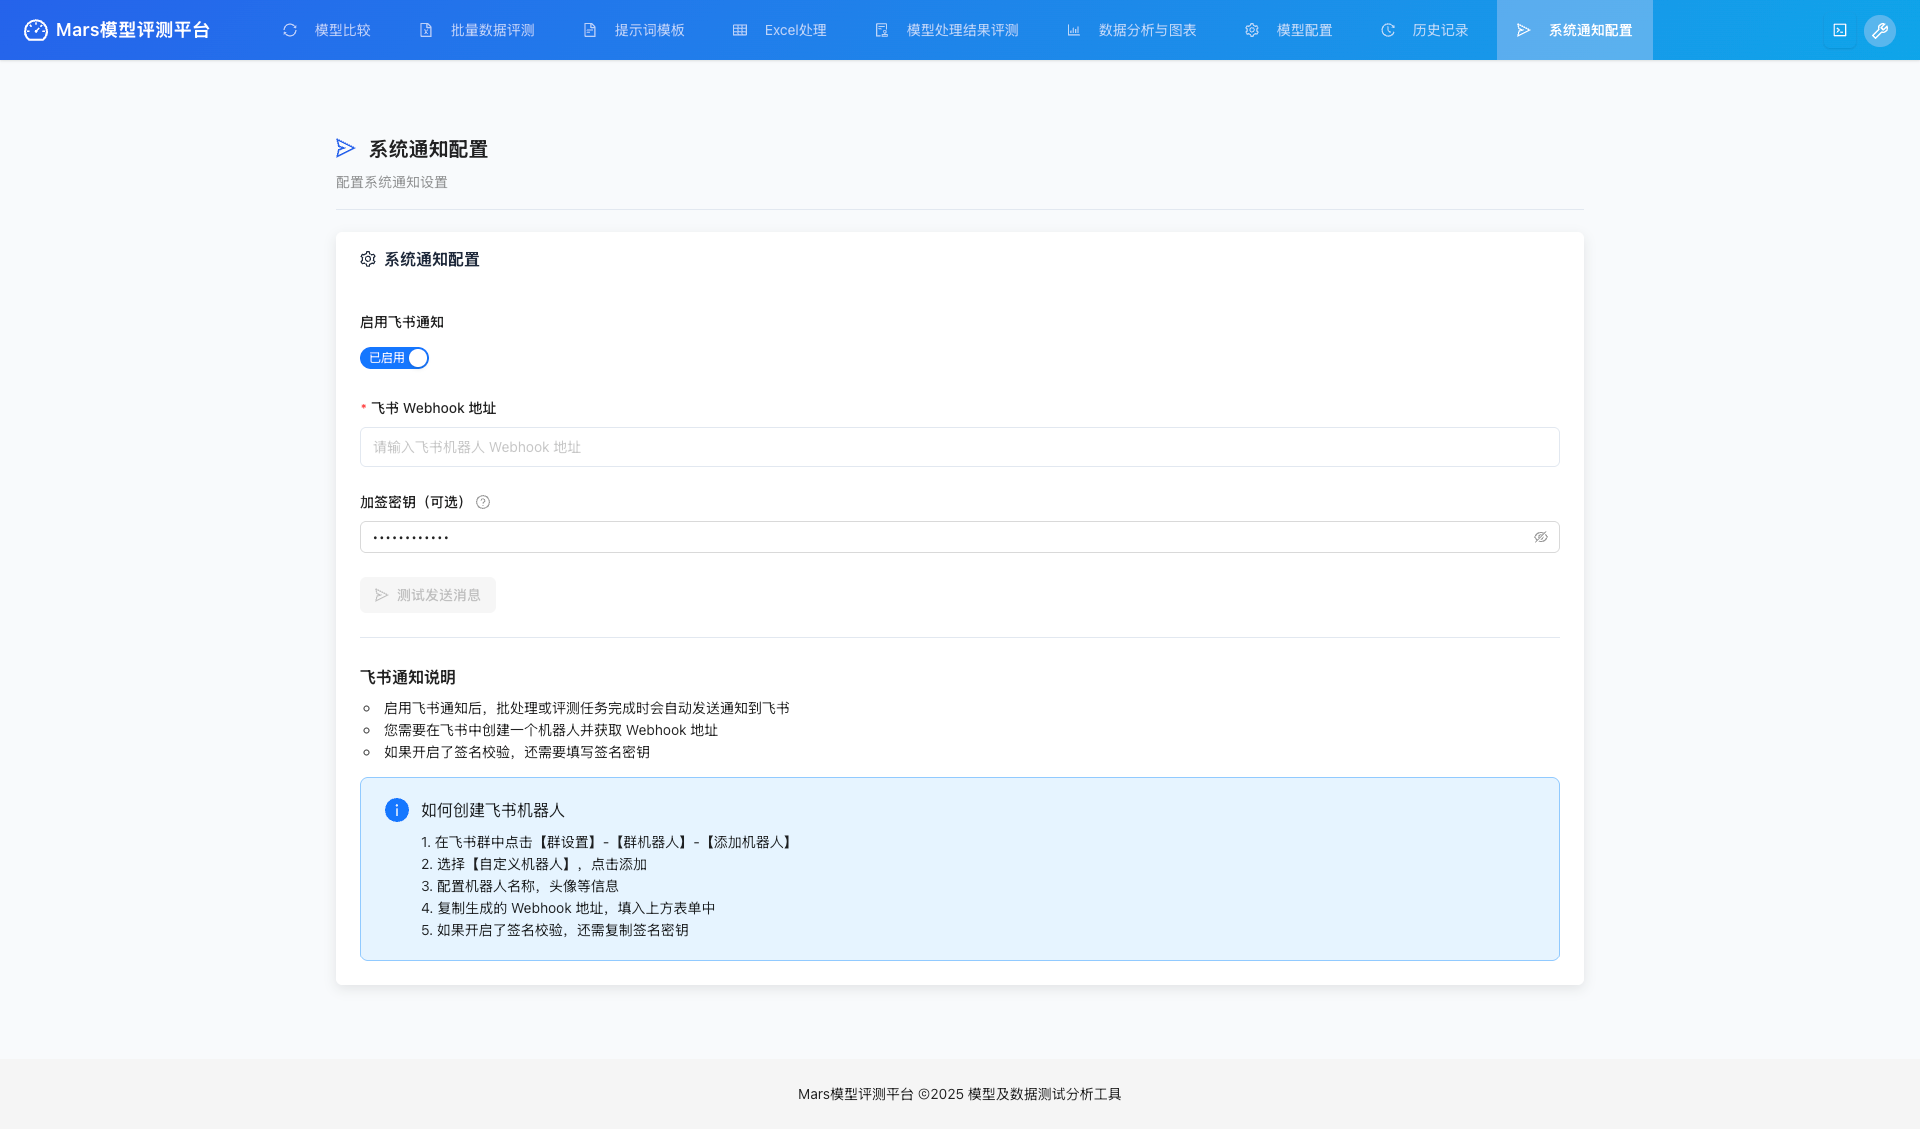 Mars模型评测平台
模型比较
批量数据评测
提示词模板
Excel处理
模型处理结果评测
数据分析与图表
模型配置
历史记录
系统通知配置
系统通知配置
配置系统通知设置
系统通知配置
启用飞书通知
已启用
* 飞书 Webhook 地址
请输入飞书机器人 Webhook 地址
加签密钥（可选）
••••••••••••
测试发送消息
飞书通知说明
启用飞书通知后，批处理或评测任务完成时会自动发送通知到飞书
您需要在飞书中创建一个机器人并获取 Webhook 地址
如果开启了签名校验，还需要填写签名密钥
如何创建飞书机器人
1. 在飞书群中点击【群设置】-【群机器人】-【添加机器人】
2. 选择【自定义机器人】，点击添加
3. 配置机器人名称，头像等信息
4. 复制生成的 Webhook 地址，填入上方表单中
5. 如果开启了签名校验，还需复制签名密钥
Mars模型评测平台 ©2025 模型及数据测试分析工具